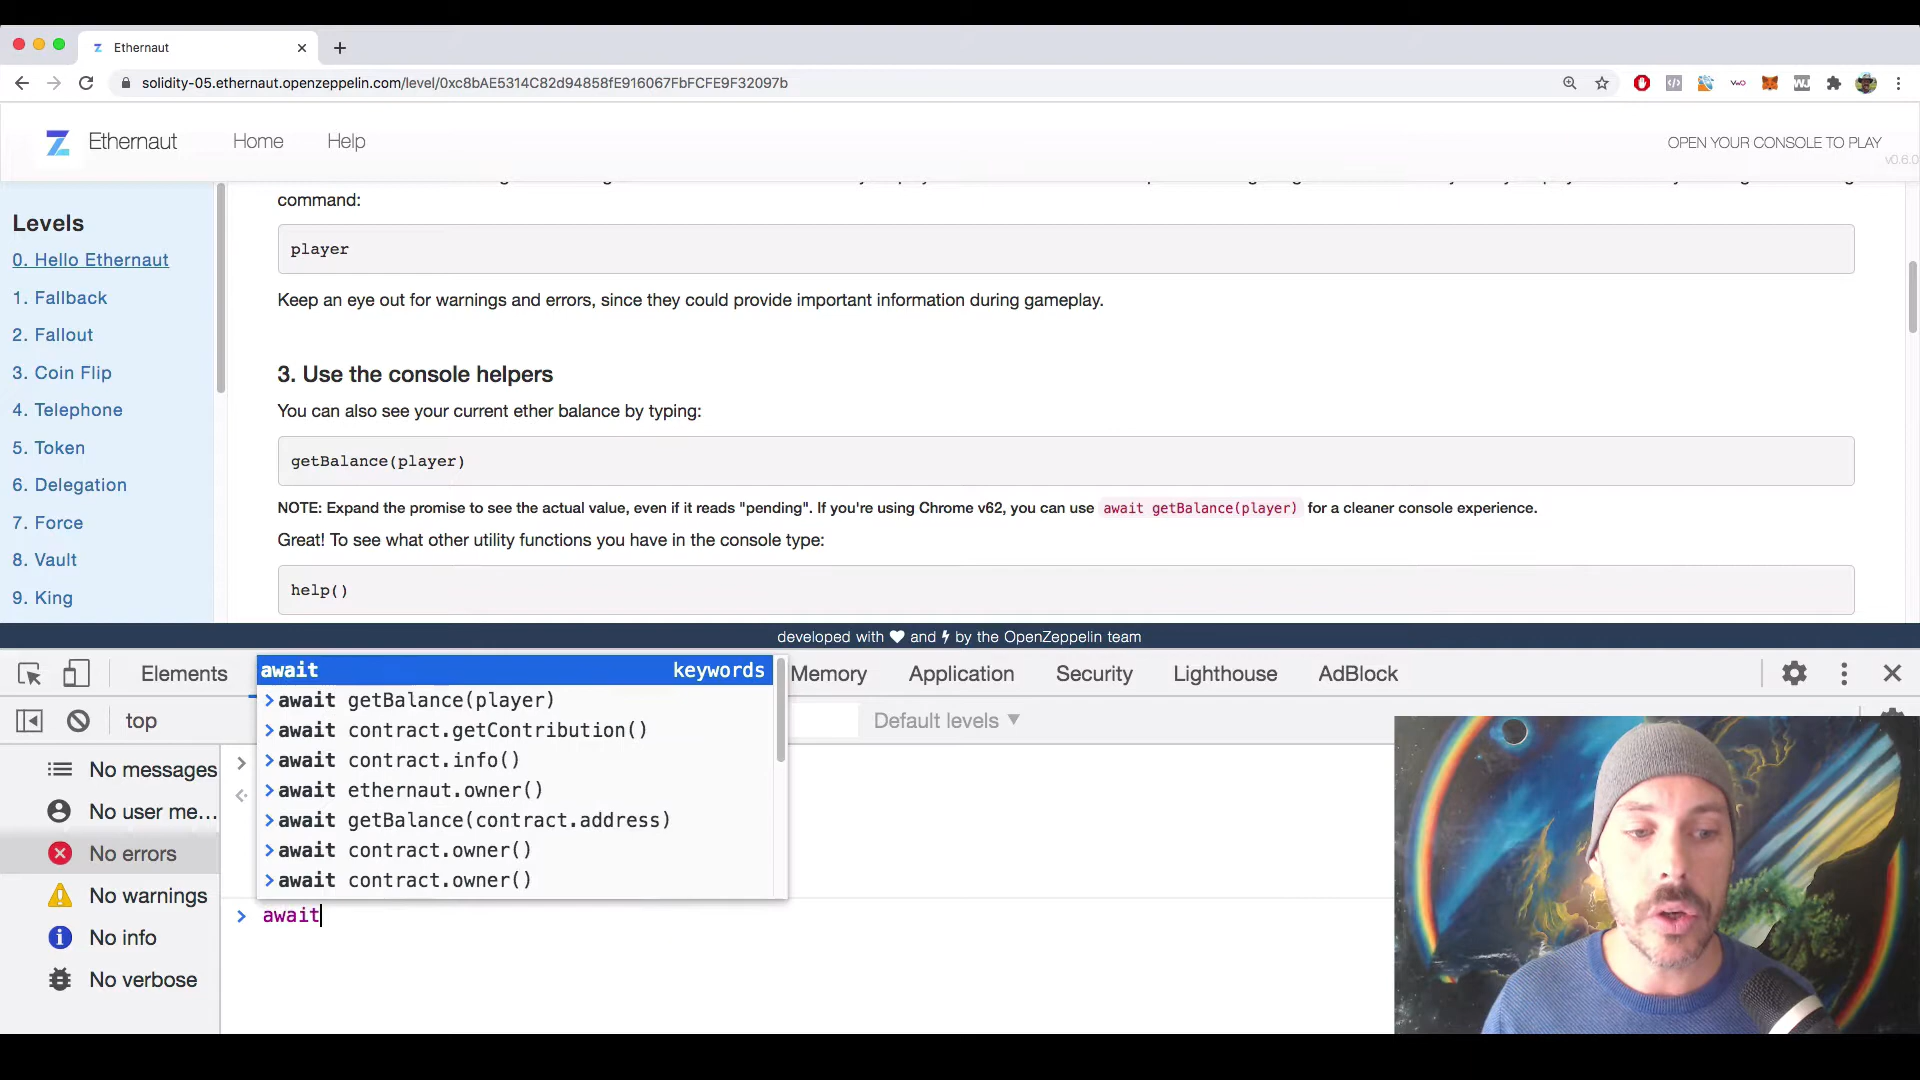 Ethernaut
solidity-05.ethernaut.openzeppelin.com/level/0xc8bAE5314C82d94858fE916067FbFCFE9F32097b
Ethernaut
Home
Help
OPEN YOUR CONSOLE TO PLAY
v0.6.0
Levels
0. Hello Ethernaut
1. Fallback
2. Fallout
3. Coin Flip
4. Telephone
5. Token
6. Delegation
7. Force
8. Vault
9. King
command:
player
Keep an eye out for warnings and errors, since they could provide important information during gameplay.
3. Use the console helpers
You can also see your current ether balance by typing:
getBalance(player)
NOTE: Expand the promise to see the actual value, even if it reads "pending". If you're using Chrome v62, you can use await getBalance(player) for a cleaner console experience.
Great! To see what other utility functions you have in the console type:
help()
developed with ❤ and ⚡ by the OpenZeppelin team
Elements
Memory
Application
Security
Lighthouse
AdBlock
top
Default levels ▼
No messages
No user me...
No errors
No warnings
No info
No verbose
await keywords
>await getBalance(player)
>await contract.getContribution()
>await contract.info()
>await ethernaut.owner()
>await getBalance(contract.address)
>await contract.owner()
>await contract.owner()
> await